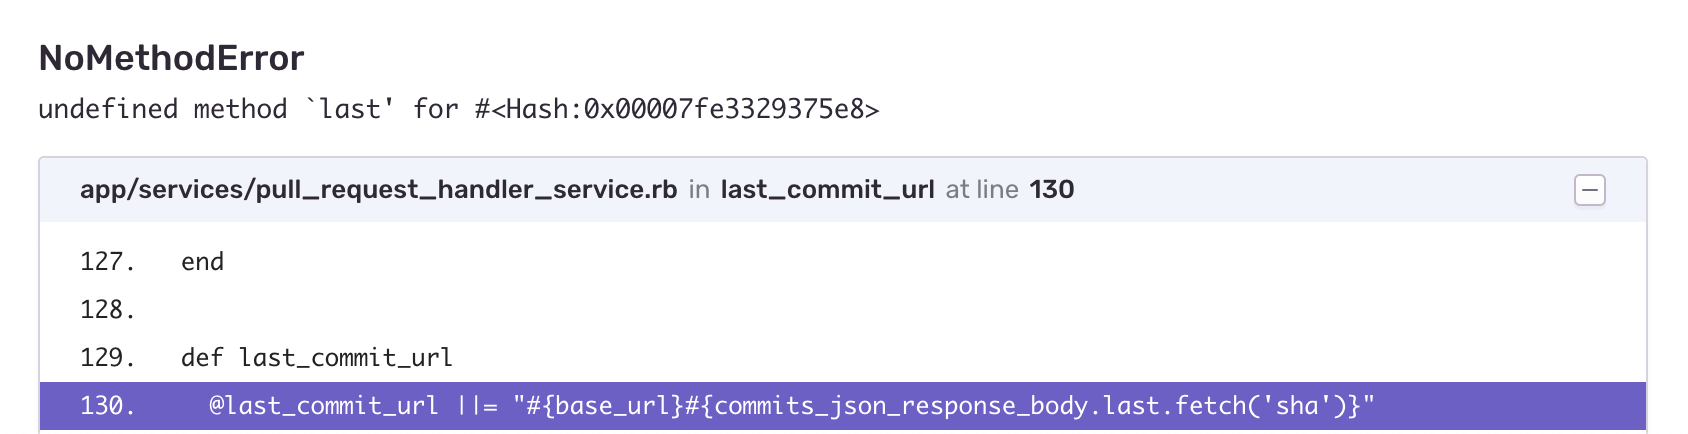 NoMethodError
undefined method `last' for #<Hash:0x00007fe3329375e8>
app/services/pull_request_handler_service.rb in last_commit_url at line 130
127. end
128.
129. def last_commit_url
130. @last_commit_url ||= "#{base_url}#{commits_json_response_body.last.fetch('sha')}"